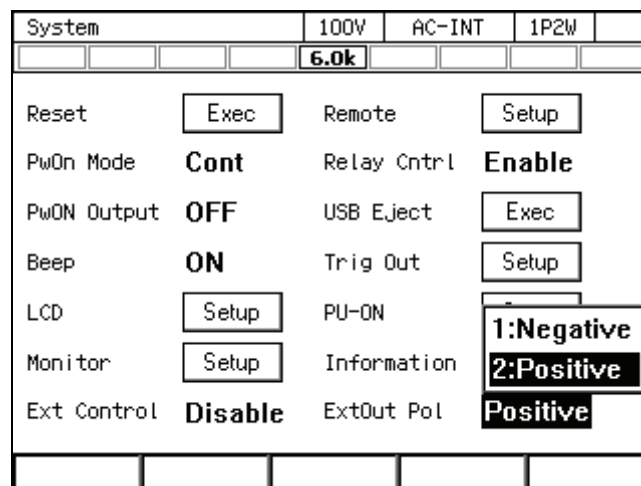 System 100V AC-INT 1P2W
6.0k
Reset Exec Remote Setup
PwOn Mode Cont Relay Cntrl Enable
PwON Output OFF USB Eject Exec
Beep ON Trig Out Setup
LCD Setup PU-ON
1:Negative
Monitor Setup Information 2:Positive
Ext Control Disable ExtOut Pol Positive